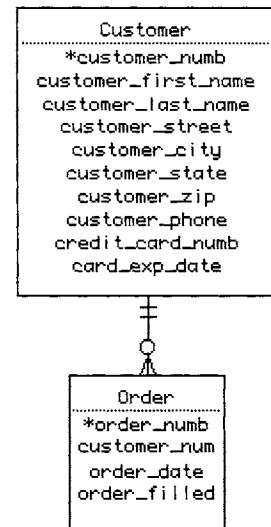 Customer
*customer_numb
customer_first_name
customer_last_name
customer_street
customer_city
customer_state
customer_zip
customer_phone
credit_card_numb
card_exp_date
Order
*order_numb
customer_num
order_date
order_filled